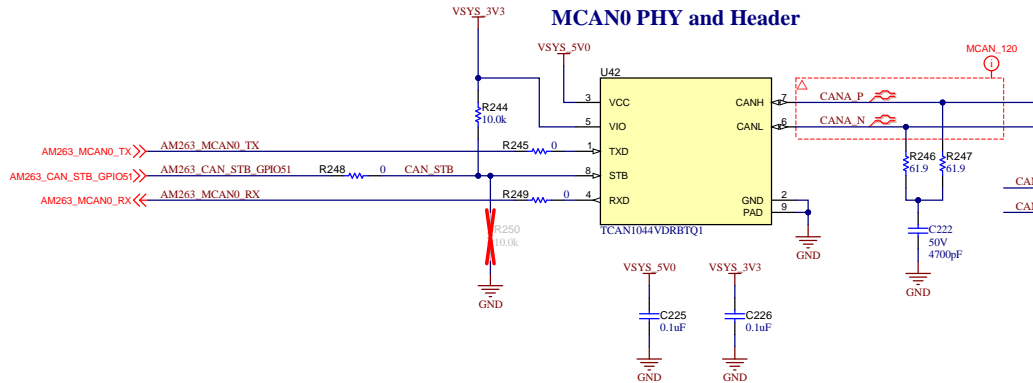 MCAN0 PHY and Header
VSYS_3V3
VSYS_5V0
MCAN_120
U42
R244
10.0k
3 VCC CANH 7 CANA_P
5 VIO CANL 6 CANA_N
AM263_MCAN0_TX AM263_MCAN0_TX R245 0 1 TXD
AM263_CAN_STB_GPIO51 AM263_CAN_STB_GPIO51 R248 0 CAN_STB 8 STB
AM263_MCAN0_RX AM263_MCAN0_RX R249 0 4 RXD
GND 2
PAD 9
TCAN1044VDRBTQ1
R246
61.9
R247
61.9
CAN
CAN
R250
10.0k
GND
GND
C222
50V
4700pF
GND
VSYS_5V0
C225
0.1uF
GND
VSYS_3V3
C226
0.1uF
GND